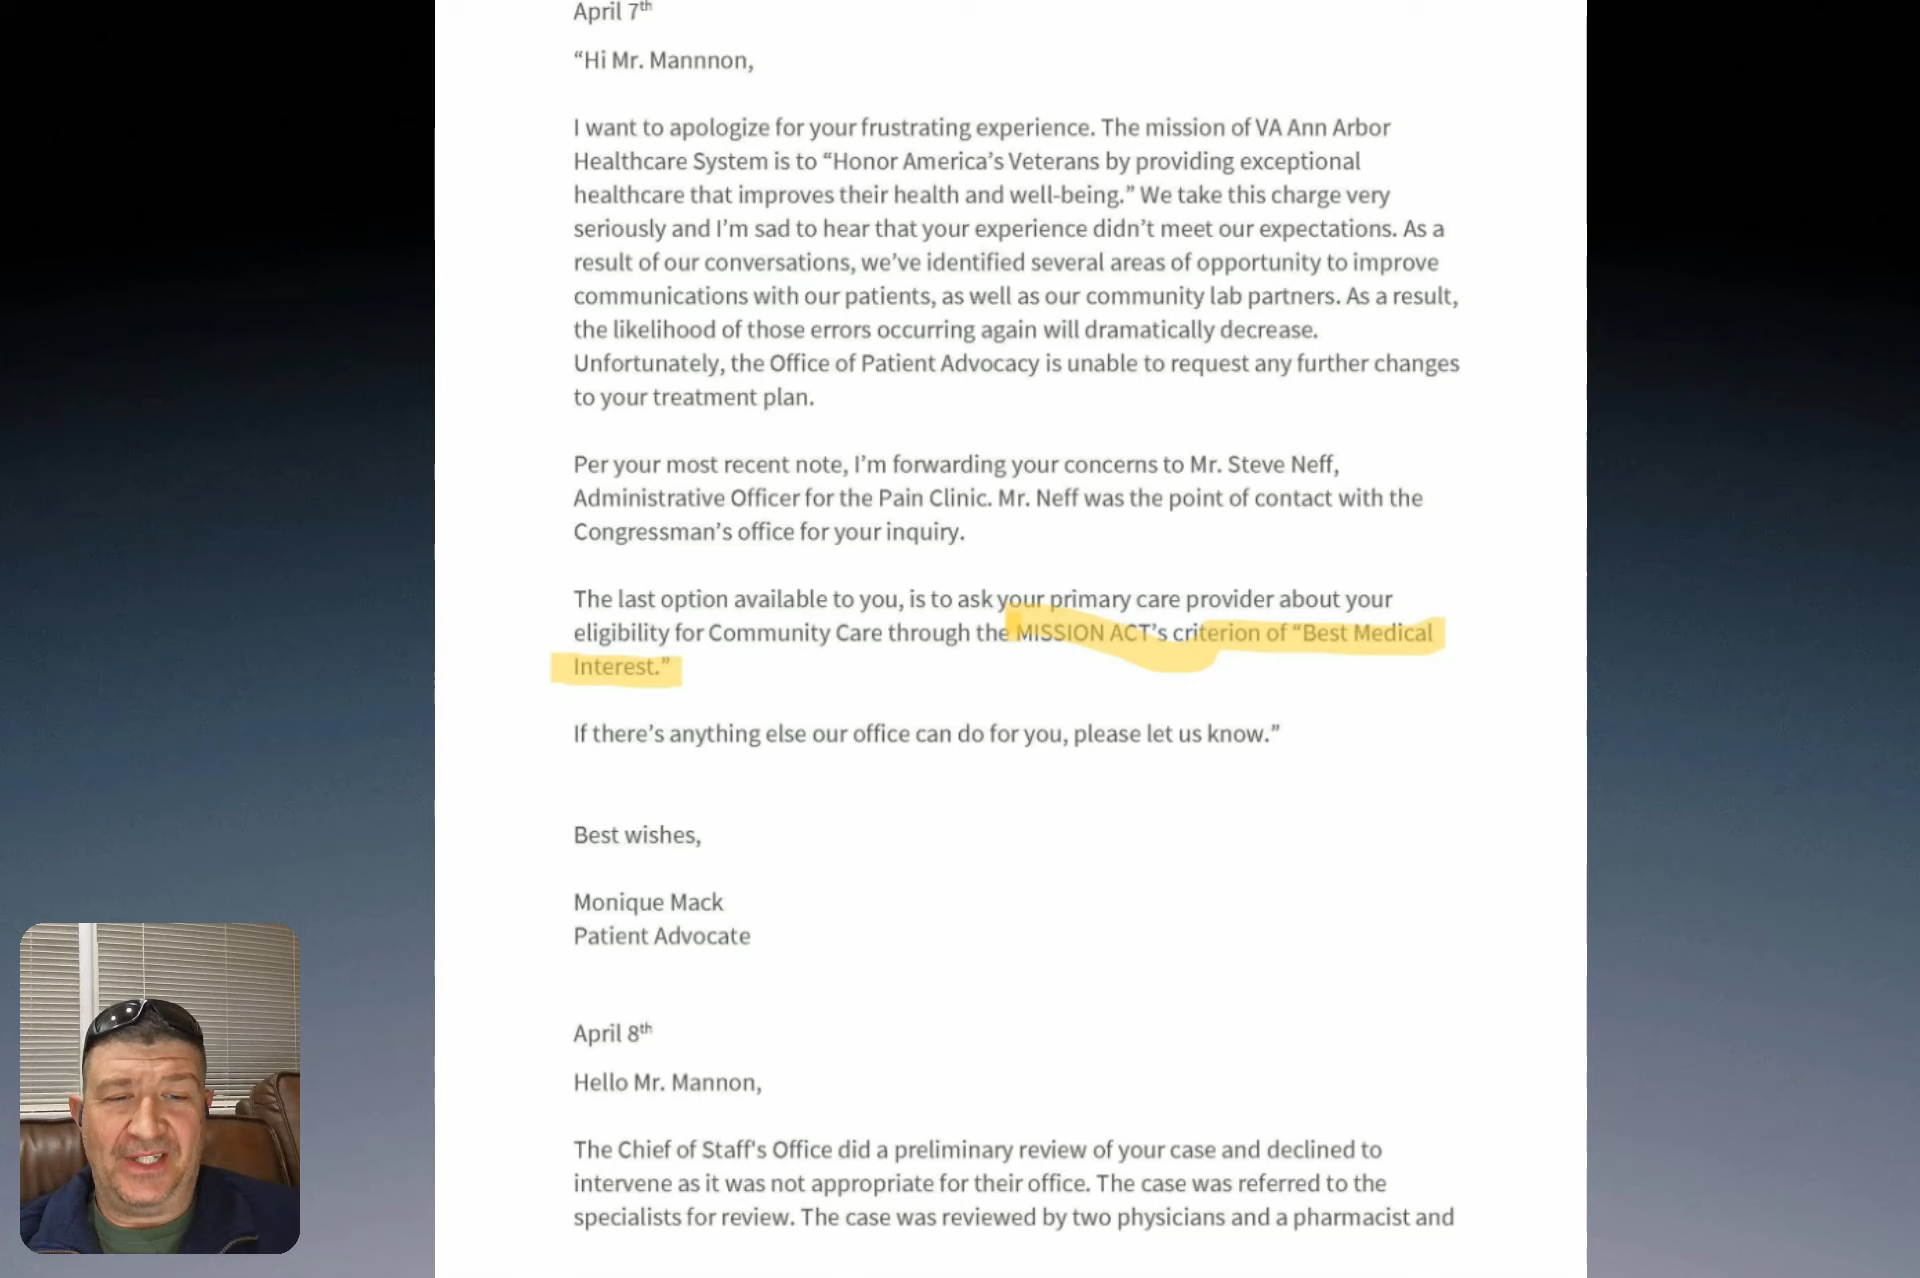 April 7th
“Hi Mr. Mannnon,
I want to apologize for your frustrating experience. The mission of VA Ann Arbor
Healthcare System is to “Honor America’s Veterans by providing exceptional
healthcare that improves their health and well-being.” We take this charge very
seriously and I’m sad to hear that your experience didn’t meet our expectations. As a
result of our conversations, we’ve identified several areas of opportunity to improve
communications with our patients, as well as our community lab partners. As a result,
the likelihood of those errors occurring again will dramatically decrease.
Unfortunately, the Office of Patient Advocacy is unable to request any further changes
to your treatment plan.
Per your most recent note, I’m forwarding your concerns to Mr. Steve Neff,
Administrative Officer for the Pain Clinic. Mr. Neff was the point of contact with the
Congressman’s office for your inquiry.
The last option available to you, is to ask your primary care provider about your
eligibility for Community Care through the MISSION ACT’s criterion of “Best Medical
Interest.”
If there’s anything else our office can do for you, please let us know.”
Best wishes,
Monique Mack
Patient Advocate
April 8th
Hello Mr. Mannon,
The Chief of Staff's Office did a preliminary review of your case and declined to
intervene as it was not appropriate for their office. The case was referred to the
specialists for review. The case was reviewed by two physicians and a pharmacist and